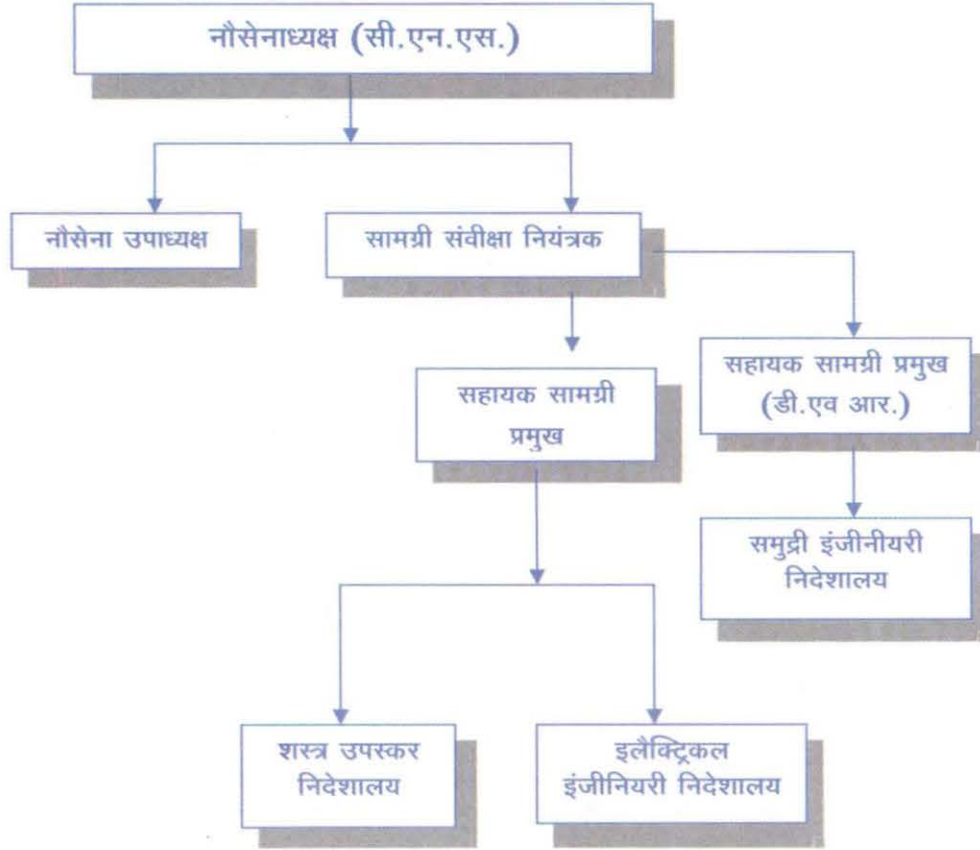 नौसेनाध्यक्ष (सी.एन.एस.)
नौसेना उपाध्यक्ष
सामग्री संवीक्षा नियंत्रक
सहायक सामग्री
प्रमुख
सहायक सामग्री प्रमुख
(डी.एव आर.)
समुद्री इंजीनीयरी
निदेशालय
शस्त्र उपस्कर
निदेशालय
इलैक्ट्रिकल
इंजीनियरी निदेशालय